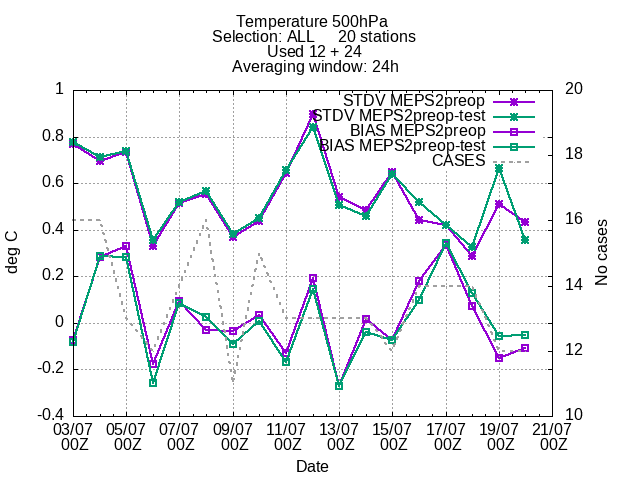 Temperature 500hPa
Selection: ALL 20 stations
Used 12 + 24
Averaging window: 24h
STDV MEPS2preop
STDV MEPS2preop-test
BIAS MEPS2preop
BIAS MEPS2preop-test
CASES
1
0.8
0.6
0.4
0.2
0
-0.2
-0.4
deg C
20
18
16
14
12
10
No cases
03/07 05/07 07/07 09/07 11/07 13/07 15/07 17/07 19/07 21/07
00Z 00Z 00Z 00Z 00Z 00Z 00Z 00Z 00Z 00Z
Date